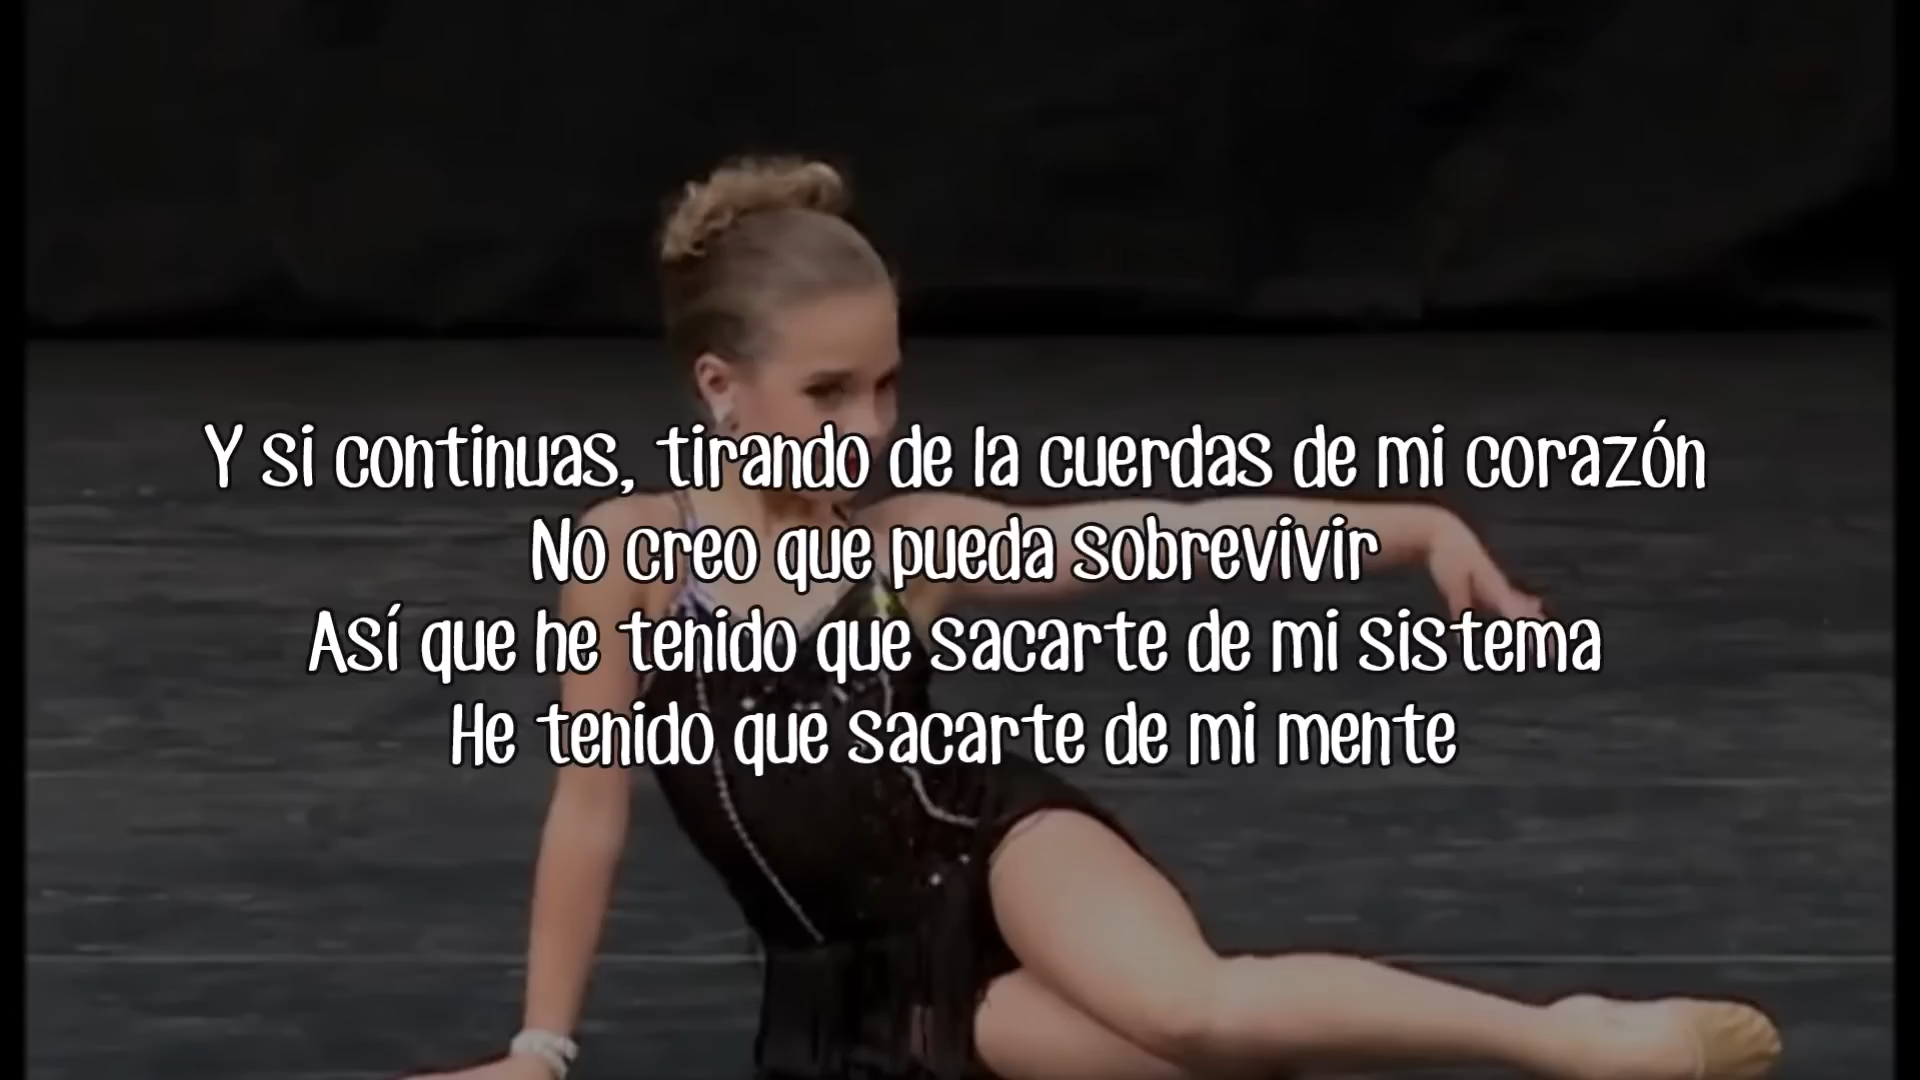 Y si continuas, tirando de la cuerdas de mi corazón
No creo que pueda sobrevivir
Así que he tenido que sacarte de mi sistema
He tenido que sacarte de mi mente